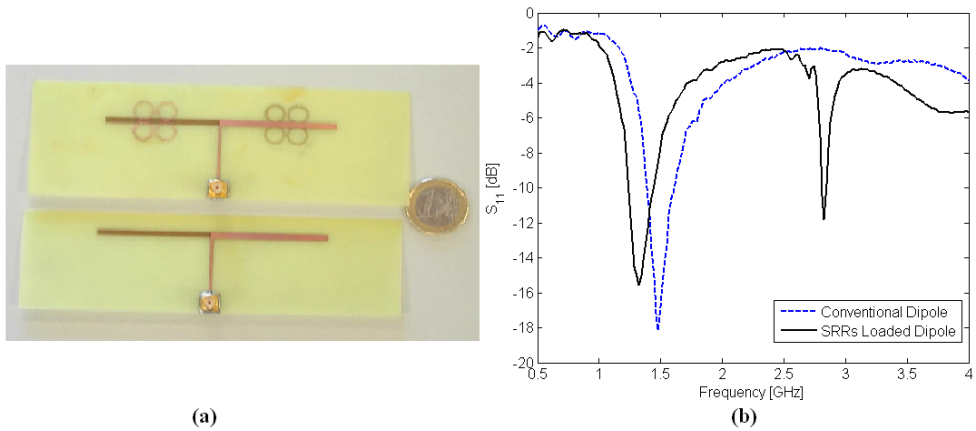 0
-2
-4
-6
-8
-10
-12
-14
-16
-18
-20
S11 [dB]
Conventional Dipole
SRRs Loaded Dipole
0.5 1 1.5 2 2.5 3 3.5 4
Frequency [GHz]
(a) (b)